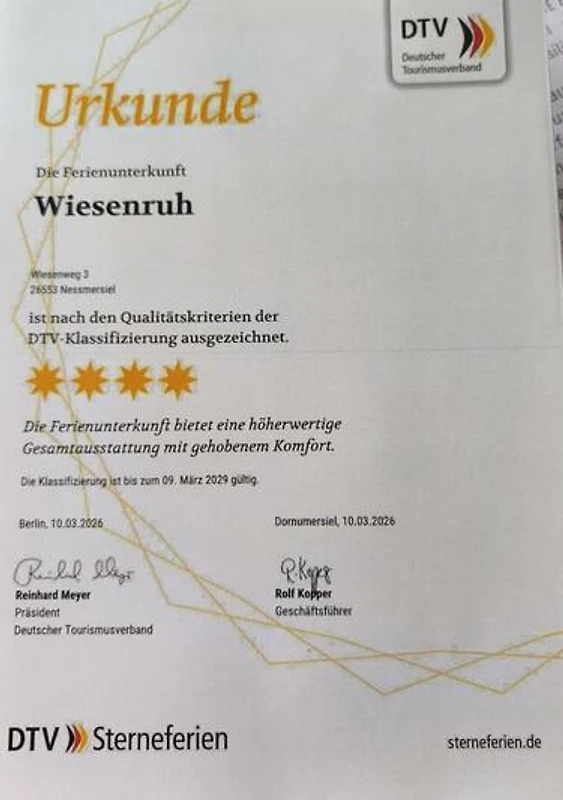 DTV
Deutscher
Tourismusverband
Urkunde
Die Ferienunterkunft
Wiesenruh
Wiesenweg 3
26553 Nessmersiel
ist nach den Qualitätskriterien der
DTV-Klassifizierung ausgezeichnet.
Die Ferienunterkunft bietet eine höherwertige
Gesamtausstattung mit gehobenem Komfort.
Die Klassifizierung ist bis zum 09. März 2029 gültig.
Berlin, 10.03.2026
Dornumersiel, 10.03.2026
Reinhard Meyer
Präsident
Deutscher Tourismusverband
R. Kopper
Rolf Kopper
Geschäftsführer
DTV Sterneferien
sterneferien.de